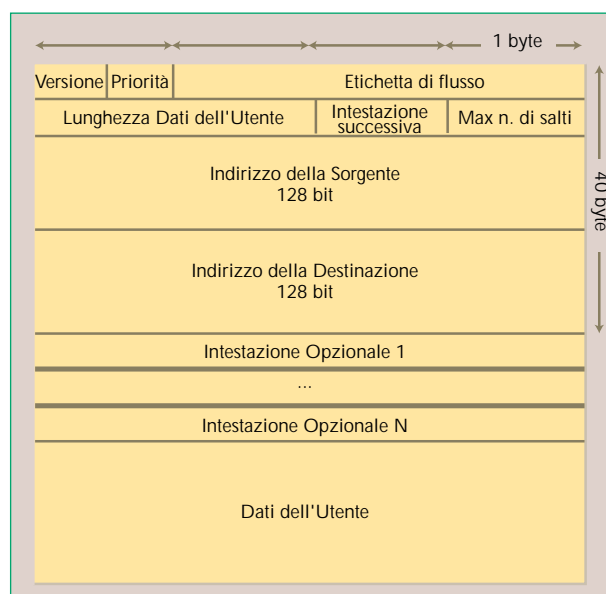 1 byte
Versione Priorità Etichetta di flusso
Lunghezza Dati dell'Utente Intestazione successiva Max n. di salti
Indirizzo della Sorgente
128 bit
40 byte
Indirizzo della Destinazione
128 bit
Intestazione Opzionale 1
...
Intestazione Opzionale N
Dati dell'Utente